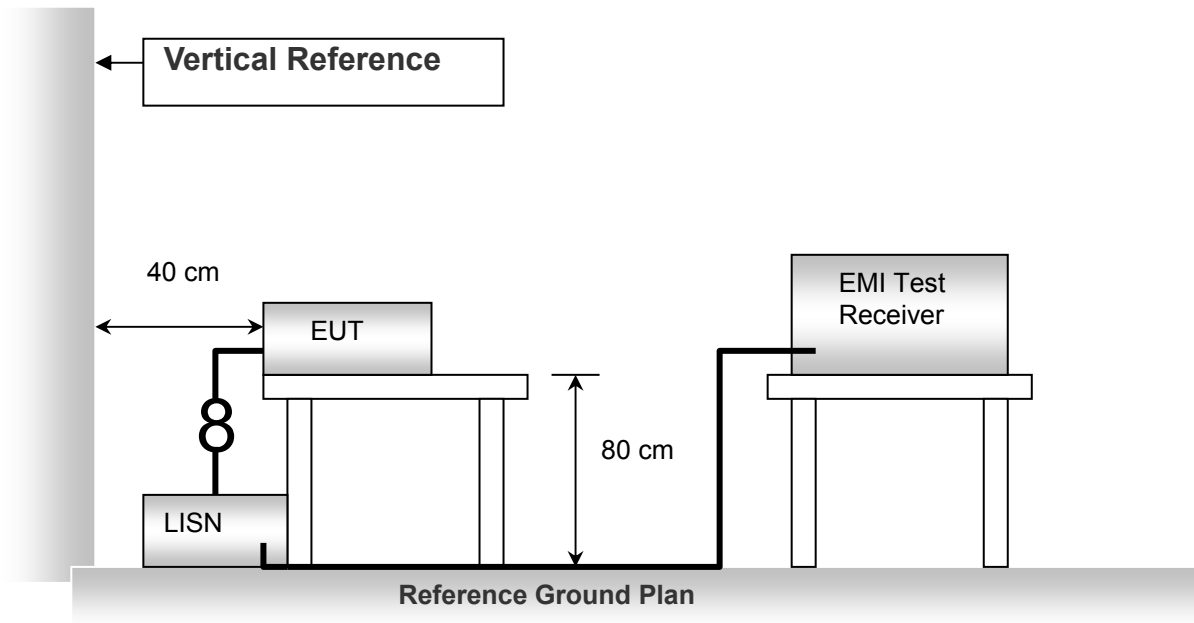 Vertical Reference
40 cm
EUT
EMI Test
Receiver
80 cm
LISN
Reference Ground Plan